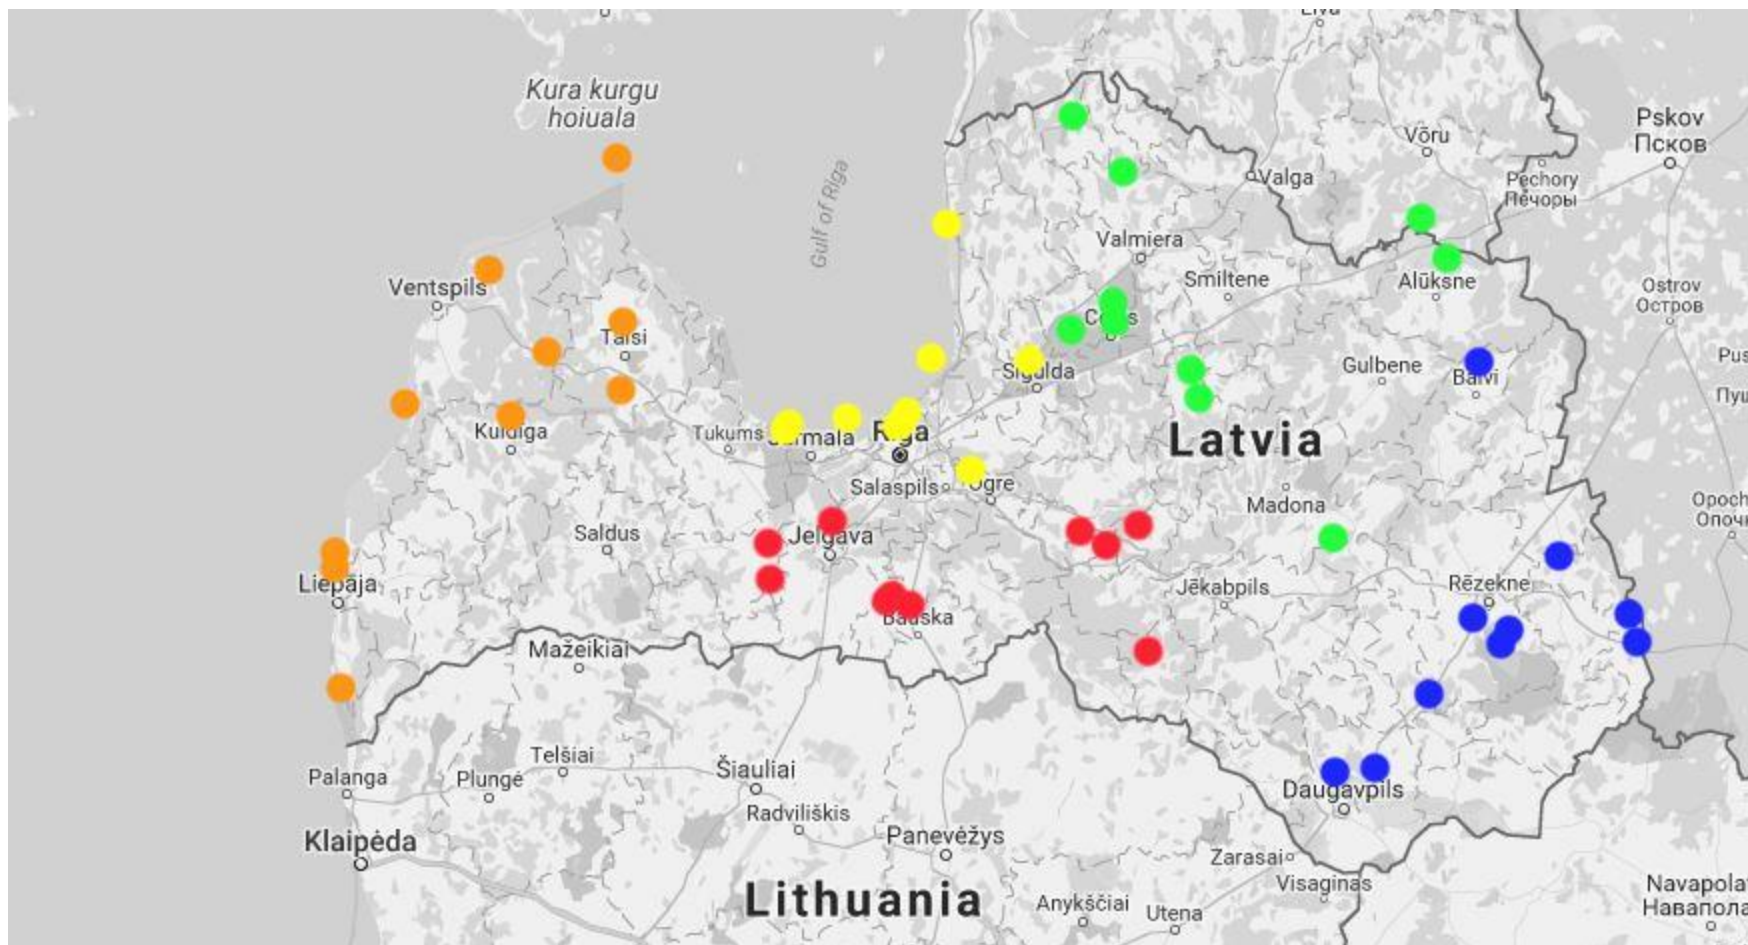 Kura kurgu
hoiuala
Gulf of Riga
Pskov
Псков
Võru
Pechory
Печоры
Valga
Valmiera
Smiltene
Alūksne
Ostrov
Остров
Ventspils
Talsi
Sigulda
Gulbene
Balvi
Kuldīga
Tukums
Jūrmala
Rīga
Latvia
Salaspils
Ogre
Madona
Saldus
Jelgava
Liepāja
Jēkabpils
Rēzekne
Bauska
Mažeikiai
Telšiai
Šiauliai
Palanga
Plungė
Radviliškis
Daugavpils
Klaipėda
Panevėžys
Zarasai
Visaginas
Lithuania
Anykščiai
Utena